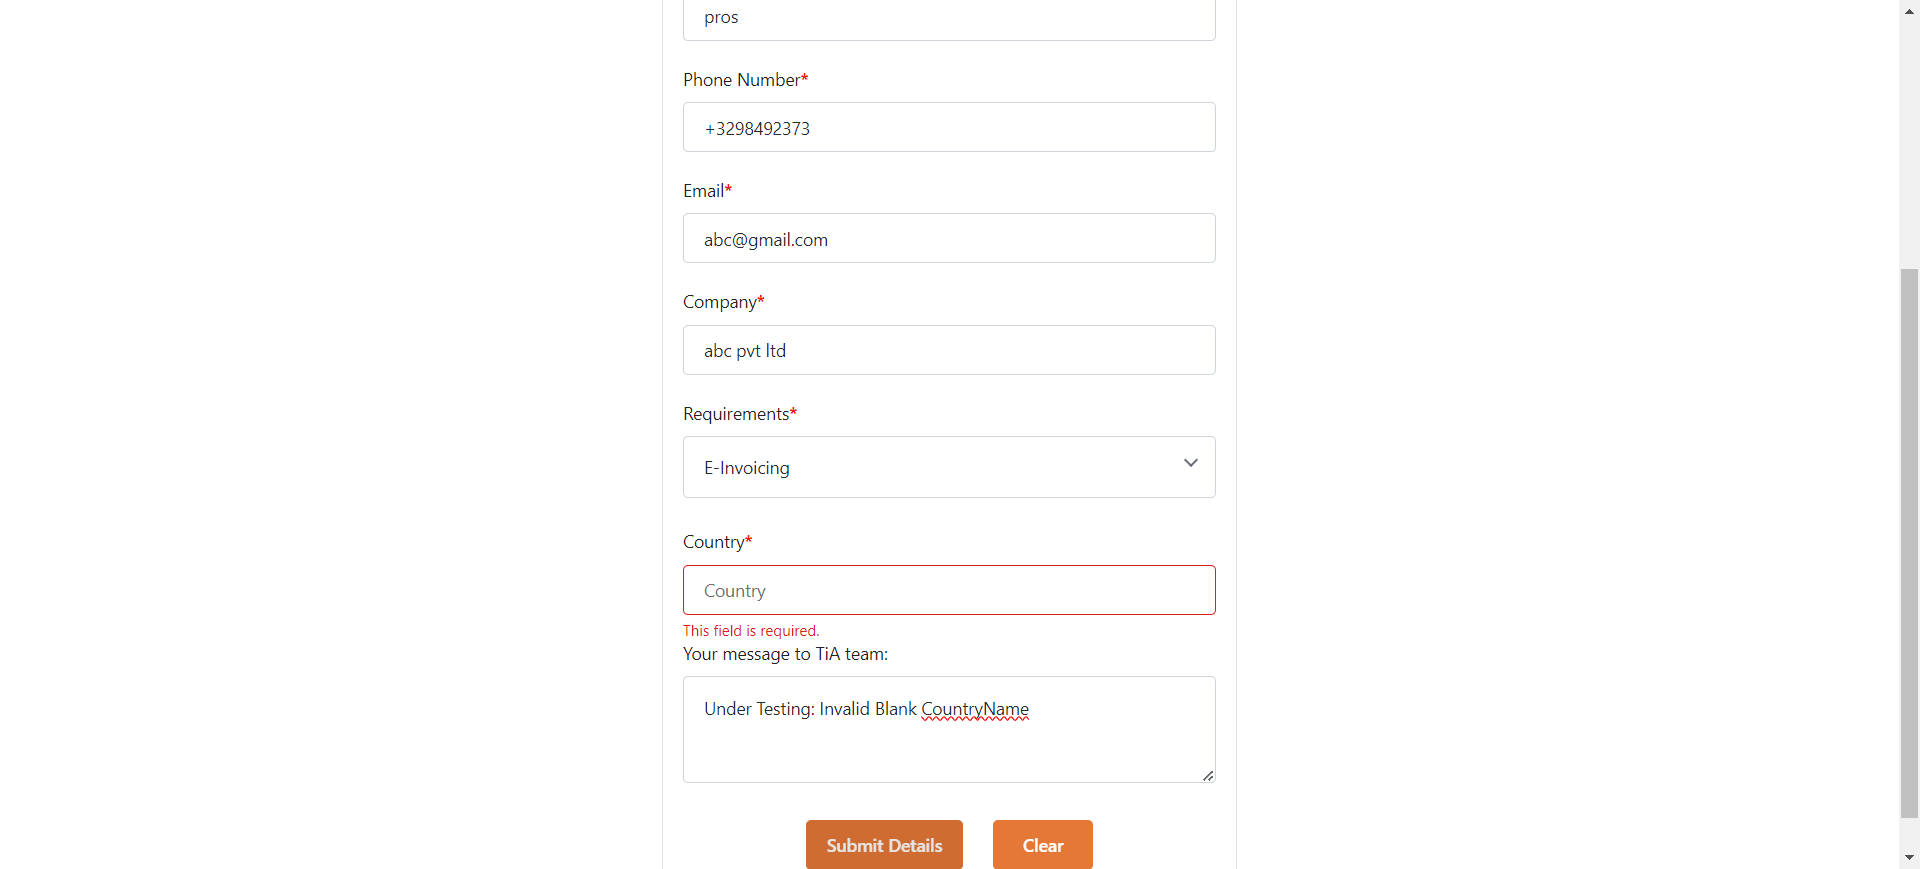 pros
Phone Number*
+3298492373
Email*
abc@gmail.com
Company*
abc pvt ltd
Requirements*
E-Invoicing
Country*
Country
This field is required.
Your message to TiA team:
Under Testing: Invalid Blank CountryName
Submit Details
Clear